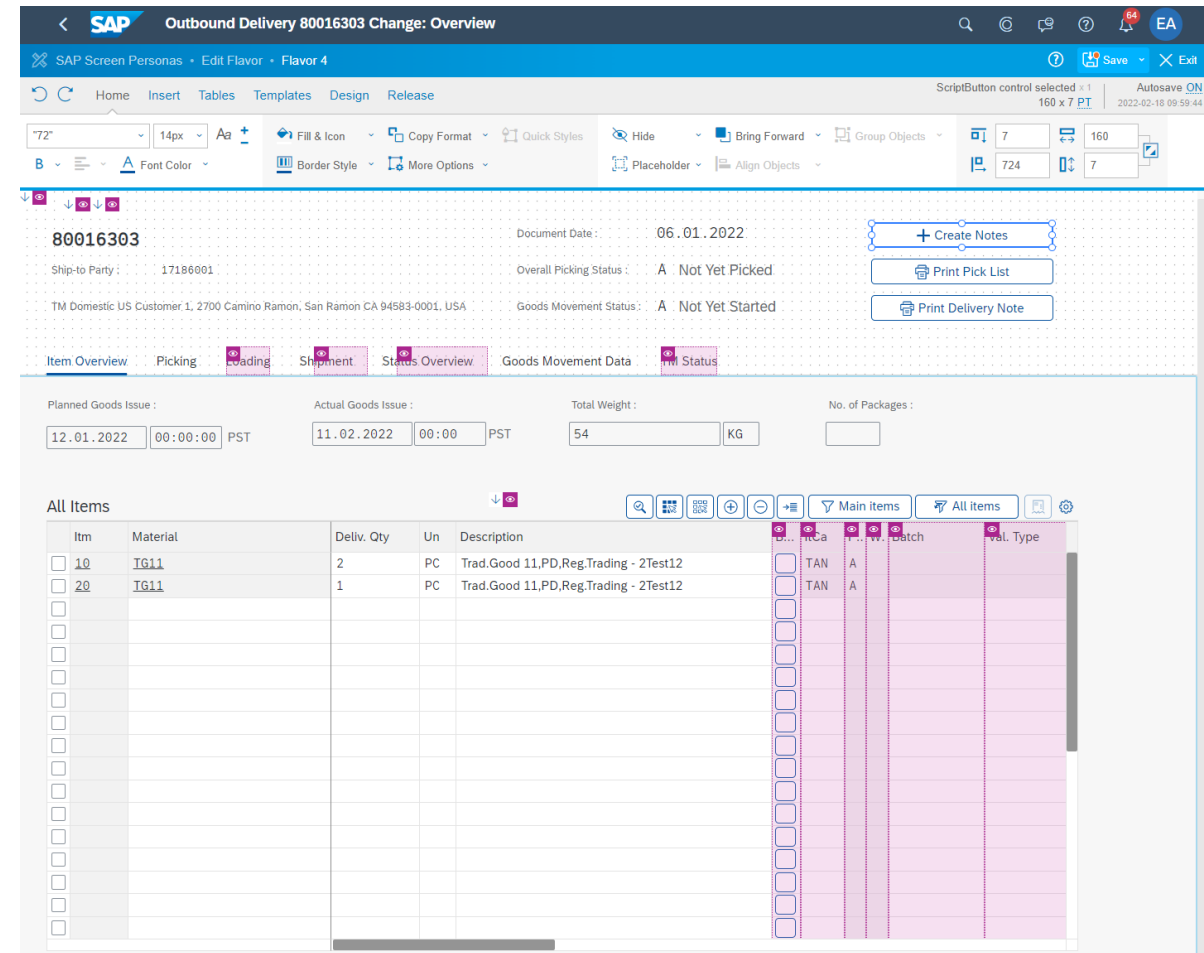 SAP Outbound Delivery 80016303 Change: Overview 64 EA
SAP Screen Personas • Edit Flavor • Flavor 4 Save Exit
Home Insert Tables Templates Design Release ScriptButton control selected x 1 Autosave ON
160 x 7 PT 2022-02-18 09:59:44
"72" 14px Aa Fill & Icon Copy Format Quick Styles Hide Bring Forward Group Objects 7 160
B A Font Color Border Style More Options Placeholder Align Objects 724 7
80016303 Document Date : 06.01.2022 Create Notes
Ship-to Party : 17186001 Overall Picking Status : A Not Yet Picked Print Pick List
TM Domestic US Customer 1, 2700 Camino Ramon, San Ramon CA 94583-0001, USA Goods Movement Status : A Not Yet Started Print Delivery Note
Item Overview Picking Loading Shipment Status Overview Goods Movement Data TM Status
Planned Goods Issue : Actual Goods Issue : Total Weight : No. of Packages :
12.01.2022 00:00:00 PST 11.02.2022 00:00 PST 54 KG
All Items Main items All items
Itm Material Deliv. Qty Un Description ItCa W. Batch Val. Type
10 TG11 2 PC Trad.Good 11,PD,Reg.Trading - 2Test12 TAN A
20 TG11 1 PC Trad.Good 11,PD,Reg.Trading - 2Test12 TAN A